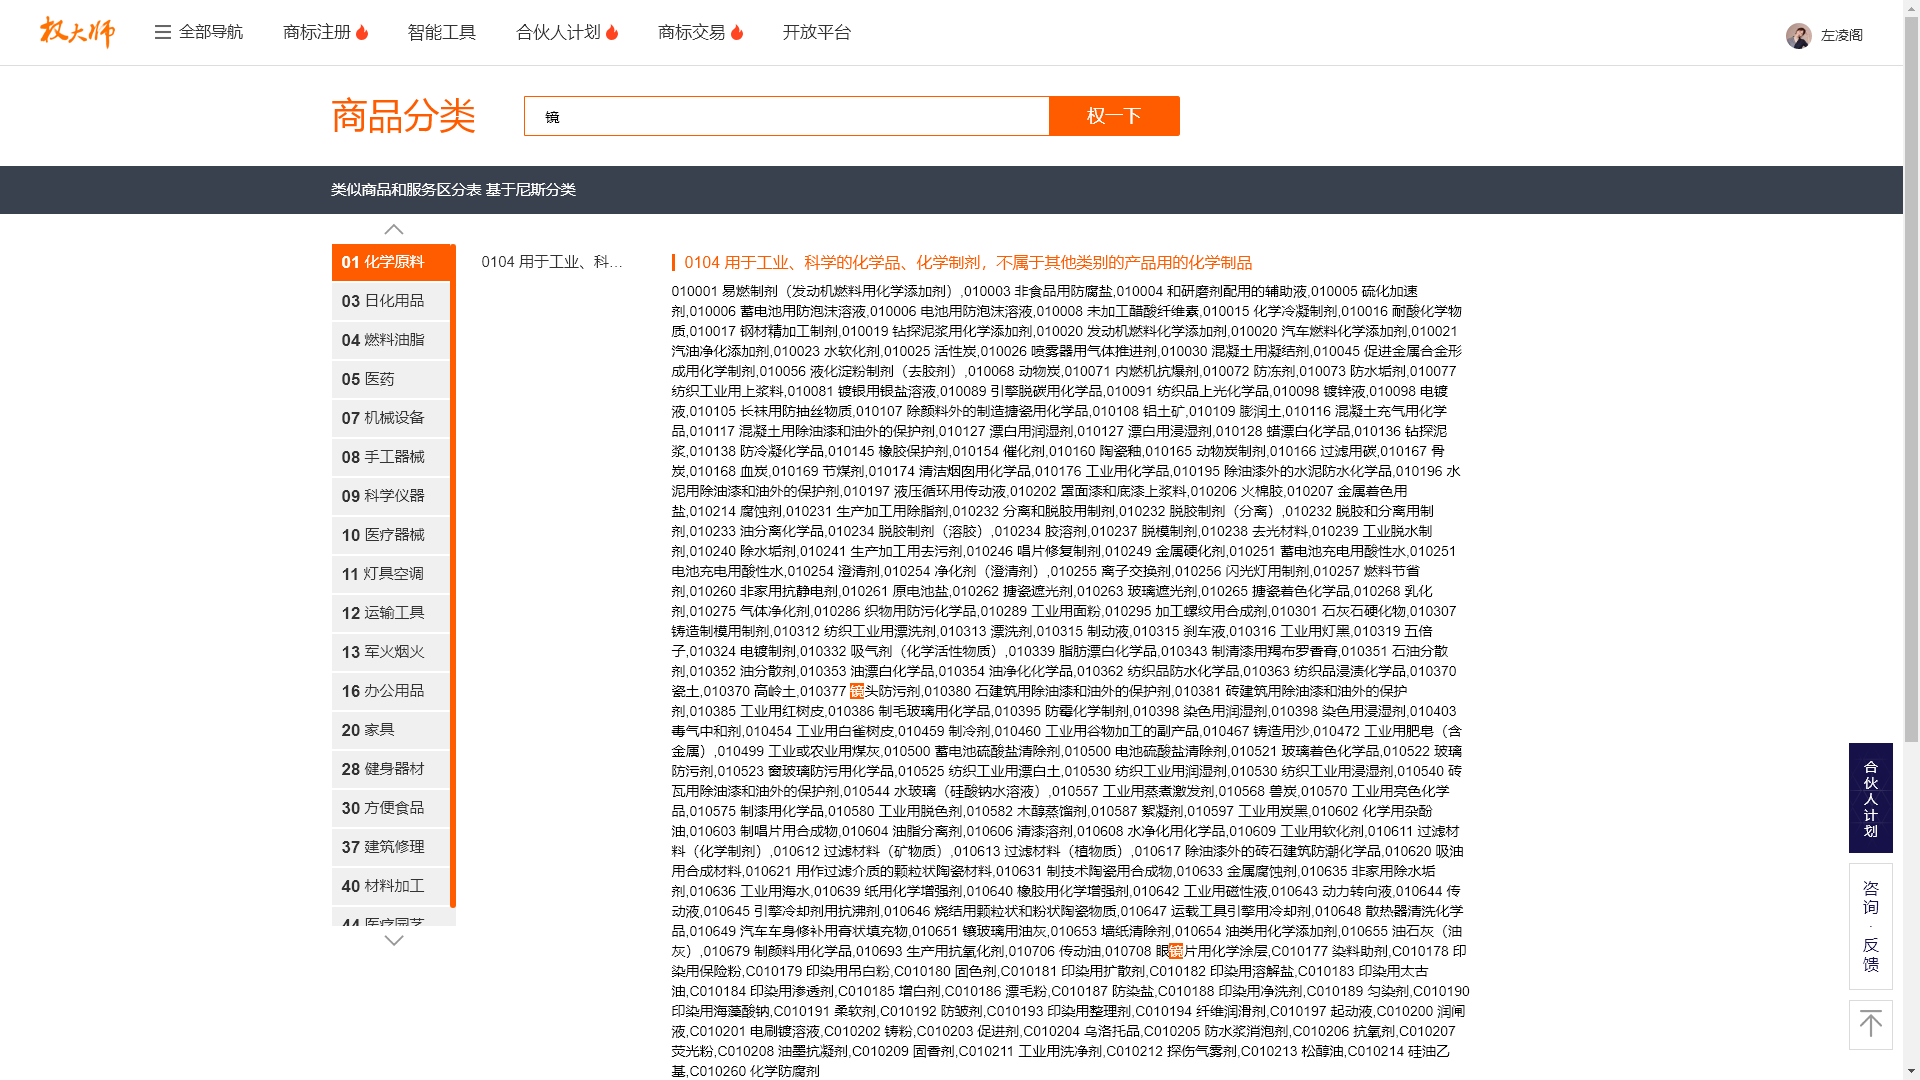 权大师
全部导航
商标注册
智能工具
合伙人计划
商标交易
开放平台
左凌阁
商品分类
镜
权一下
类似商品和服务区分表 基于尼斯分类
01 化学原料
03 日化用品
04 燃料油脂
05 医药
07 机械设备
08 手工器械
09 科学仪器
10 医疗器械
11 灯具空调
12 运输工具
13 军火烟火
16 办公用品
20 家具
28 健身器材
30 方便食品
37 建筑修理
40 材料加工
44 医疗园艺
0104 用于工业、科...
0104 用于工业、科学的化学品、化学制剂，不属于其他类别的产品用的化学制品
010001 易燃制剂（发动机燃料用化学添加剂）,010003 非食品用防腐盐,010004 和研磨剂配用的辅助液,010005 硫化加速
剂,010006 蓄电池用防泡沫溶液,010006 电池用防泡沫溶液,010008 未加工醋酸纤维素,010015 化学冷凝制剂,010016 耐酸化学物
质,010017 钢材精加工制剂,010019 钻探泥浆用化学添加剂,010020 发动机燃料化学添加剂,010020 汽车燃料化学添加剂,010021
汽油净化添加剂,010023 水软化剂,010025 活性炭,010026 喷雾器用气体推进剂,010030 混凝土用凝结剂,010045 促进金属合金形
成用化学制剂,010056 液化淀粉制剂（去胶剂）,010068 动物炭,010071 内燃机抗爆剂,010072 防冻剂,010073 防水垢剂,010077
纺织工业用上浆料,010081 镀银用银盐溶液,010089 引擎脱碳用化学品,010091 纺织品上光化学品,010098 镀锌液,010098 电镀
液,010105 长袜用防抽丝物质,010107 除颜料外的制造搪瓷用化学品,010108 铝土矿,010109 膨润土,010116 混凝土充气用化学
品,010117 混凝土用除油漆和油外的保护剂,010127 漂白用润湿剂,010127 漂白用浸湿剂,010128 蜡漂白化学品,010136 钻探泥
浆,010138 防冷凝化学品,010145 橡胶保护剂,010154 催化剂,010160 陶瓷釉,010165 动物炭制剂,010166 过滤用碳,010167 骨
炭,010168 血炭,010169 节煤剂,010174 清洁烟囱用化学品,010176 工业用化学品,010195 除油漆外的水泥防水化学品,010196 水
泥用除油漆和油外的保护剂,010197 液压循环用传动液,010202 罩面漆和底漆上浆料,010206 火棉胶,010207 金属着色用
盐,010214 腐蚀剂,010231 生产加工用除脂剂,010232 分离和脱胶用制剂,010232 脱胶制剂（分离）,010232 脱胶和分离用制
剂,010233 油分离化学品,010234 脱胶制剂（溶胶）,010234 胶溶剂,010237 脱模制剂,010238 去光材料,010239 工业脱水制
剂,010240 除水垢剂,010241 生产加工用去污剂,010246 唱片修复制剂,010249 金属硬化剂,010251 蓄电池充电用酸性水,010251
电池充电用酸性水,010254 澄清剂,010254 净化剂（澄清剂）,010255 离子交换剂,010256 闪光灯用制剂,010257 燃料节省
剂,010260 非家用抗静电剂,010261 原电池盐,010262 搪瓷遮光剂,010263 玻璃遮光剂,010265 搪瓷着色化学品,010268 乳化
剂,010275 气体净化剂,010286 织物用防污化学品,010289 工业用面粉,010295 加工螺纹用合成剂,010301 石灰石硬化物,010307
铸造制模用制剂,010312 纺织工业用漂洗剂,010313 漂洗剂,010315 制动液,010315 刹车液,010316 工业用灯黑,010319 五倍
子,010324 电镀制剂,010332 吸气剂（化学活性物质）,010339 脂肪漂白化学品,010343 制清漆用羯布罗香膏,010351 石油分散
剂,010352 油分散剂,010353 油漂白化学品,010354 油净化化学品,010362 纺织品防水化学品,010363 纺织品浸渍化学品,010370
瓷土,010370 高岭土,010377 镜头防污剂,010380 石建筑用除油漆和油外的保护剂,010381 砖建筑用除油漆和油外的保护
剂,010385 工业用红树皮,010386 制毛玻璃用化学品,010395 防霉化学制剂,010398 染色用润湿剂,010398 染色用浸湿剂,010403
毒气中和剂,010454 工业用白雀树皮,010459 制冷剂,010460 工业用谷物加工的副产品,010467 铸造用沙,010472 工业用肥皂（含
金属）,010499 工业或农业用煤灰,010500 蓄电池硫酸盐清除剂,010500 电池硫酸盐清除剂,010521 玻璃着色化学品,010522 玻璃
防污剂,010523 窗玻璃防污用化学品,010525 纺织工业用漂白土,010530 纺织工业用润湿剂,010530 纺织工业用浸湿剂,010540 砖
瓦用除油漆和油外的保护剂,010544 水玻璃（硅酸钠水溶液）,010557 工业用蒸煮激发剂,010568 兽炭,010570 工业用亮色化学
品,010575 制漆用化学品,010580 工业用脱色剂,010582 木醇蒸馏剂,010587 絮凝剂,010597 工业用炭黑,010602 化学用杂酚
油,010603 制唱片用合成物,010604 油脂分离剂,010606 清漆溶剂,010608 水净化用化学品,010609 工业用软化剂,010611 过滤材
料（化学制剂）,010612 过滤材料（矿物质）,010613 过滤材料（植物质）,010617 除油漆外的砖石建筑防潮化学品,010620 吸油
用合成材料,010621 用作过滤介质的颗粒状陶瓷材料,010631 制技术陶瓷用合成物,010633 金属腐蚀剂,010635 非家用除水垢
剂,010636 工业用海水,010639 纸用化学增强剂,010640 橡胶用化学增强剂,010642 工业用磁性液,010643 动力转向液,010644 传
动液,010645 引擎冷却剂用抗沸剂,010646 烧结用颗粒状和粉状陶瓷物质,010647 运载工具引擎用冷却剂,010648 散热器清洗化学
品,010649 汽车车身修补用膏状填充物,010651 镶玻璃用油灰,010653 墙纸清除剂,010654 油类用化学添加剂,010655 油石灰（油
灰）,010679 制颜料用化学品,010693 生产用抗氧化剂,010706 传动油,010708 眼镜片用化学涂层,C010177 染料助剂,C010178 印
染用保险粉,C010179 印染用吊白粉,C010180 固色剂,C010181 印染用扩散剂,C010182 印染用溶解盐,C010183 印染用太古
油,C010184 印染用渗透剂,C010185 增白剂,C010186 漂毛粉,C010187 防染盐,C010188 印染用净洗剂,C010189 匀染剂,C010190
印染用海藻酸钠,C010191 柔软剂,C010192 防皱剂,C010193 印染用整理剂,C010194 纤维润滑剂,C010197 起动液,C010200 润闸
液,C010201 电刷镀溶液,C010202 铸粉,C010203 促进剂,C010204 乌洛托品,C010205 防水浆消泡剂,C010206 抗氧剂,C010207
荧光粉,C010208 油墨抗凝剂,C010209 固香剂,C010211 工业用洗净剂,C010212 探伤气雾剂,C010213 松醇油,C010214 硅油乙
基,C010260 化学防腐剂
合伙人计划
咨询·反馈